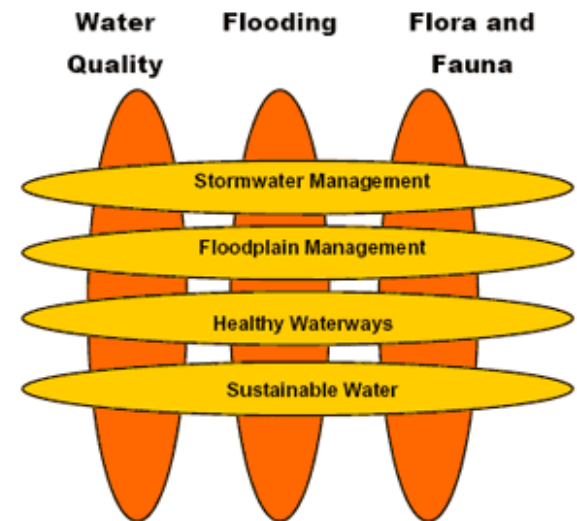 Water Flooding Flora and
Quality Fauna
Stormwater Management
Floodplain Management
Healthy Waterways
Sustainable Water